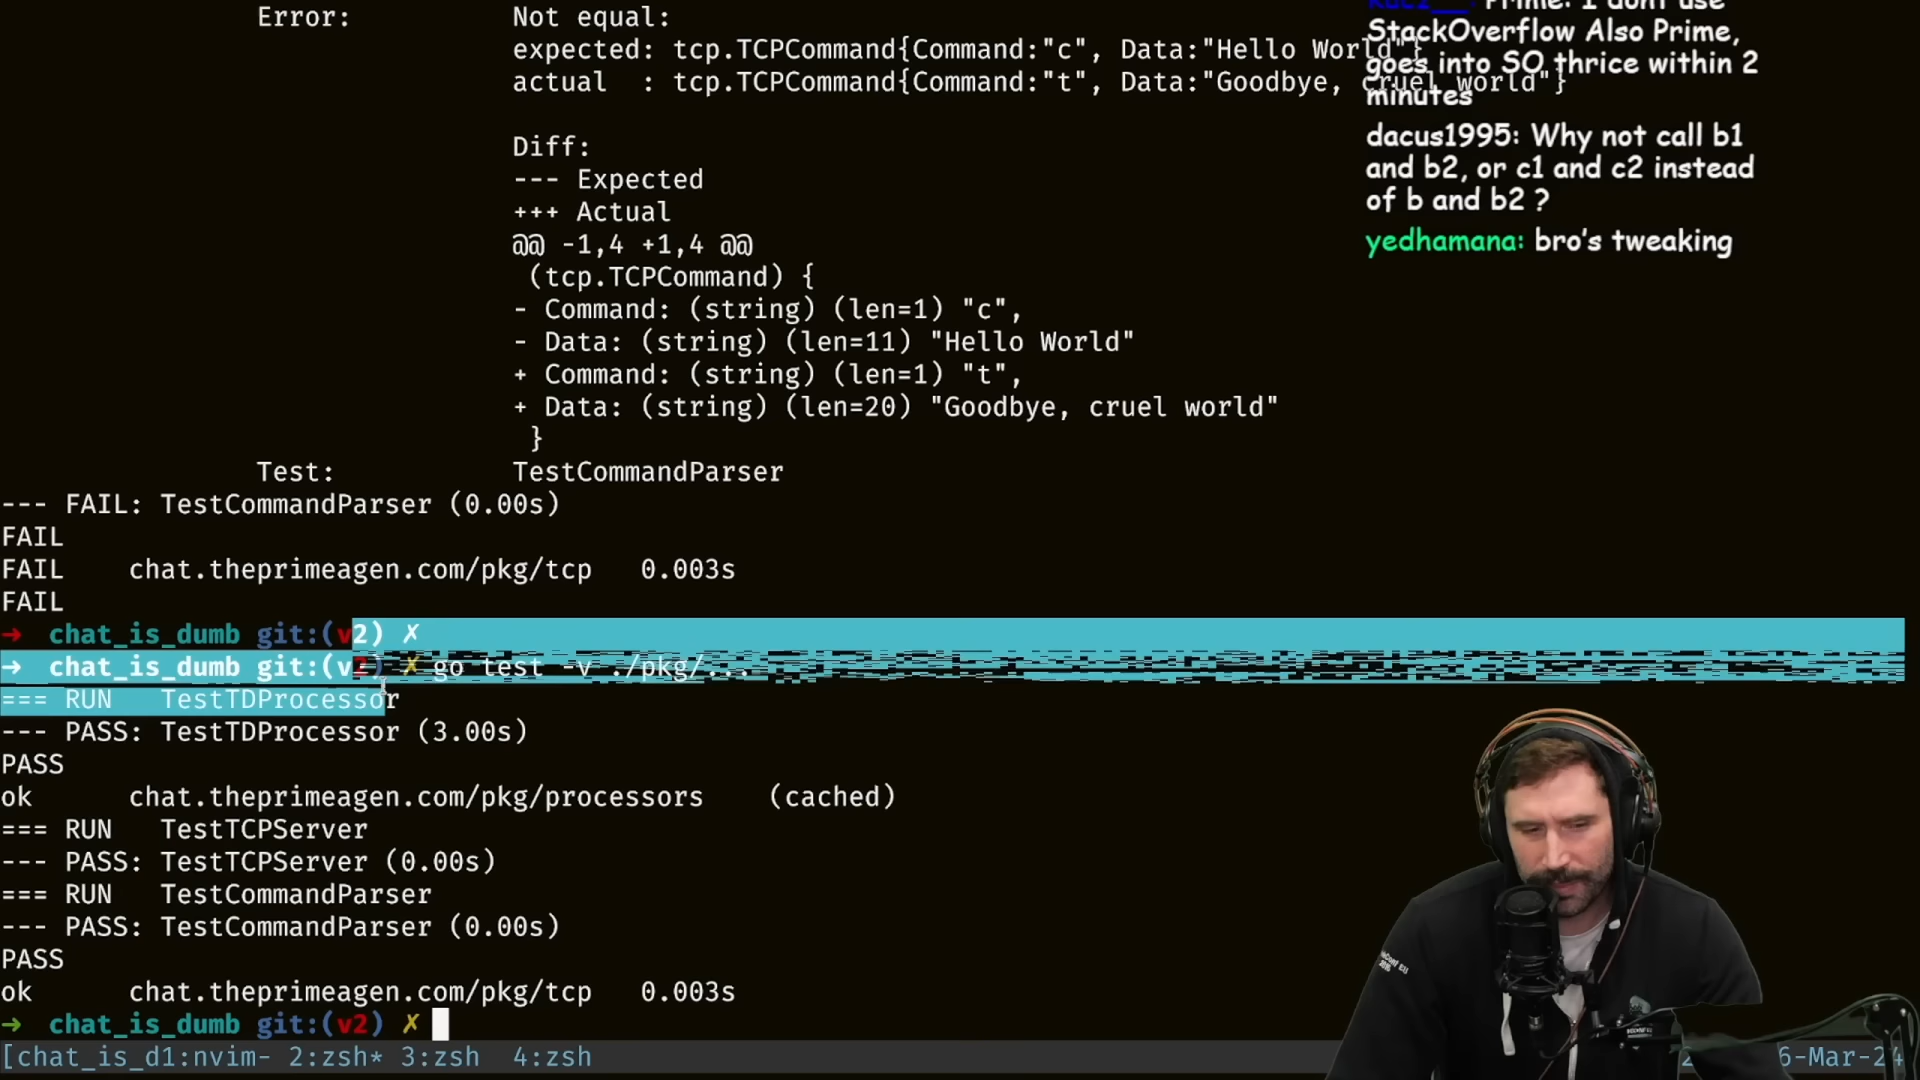 Error: Not equal:
expected: tcp.TCPCommand{Command:"c", Data:"Hello World"}
actual  : tcp.TCPCommand{Command:"t", Data:"Goodbye, cruel world"}
Diff:
--- Expected
+++ Actual
@@ -1,4 +1,4 @@
(tcp.TCPCommand) {
- Command: (string) (len=1) "c",
- Data: (string) (len=11) "Hello World"
+ Command: (string) (len=1) "t",
+ Data: (string) (len=20) "Goodbye, cruel world"
}
Test: TestCommandParser
--- FAIL: TestCommandParser (0.00s)
FAIL
FAIL chat.theprimeagen.com/pkg/tcp 0.003s
FAIL
➜ chat_is_dumb git:(v2) ✗
➜ chat_is_dumb git:(v2) ✗ go test -v ./pkg/...
=== RUN TestTDProcessor
--- PASS: TestTDProcessor (3.00s)
PASS
ok chat.theprimeagen.com/pkg/processors (cached)
=== RUN TestTCPServer
--- PASS: TestTCPServer (0.00s)
=== RUN TestCommandParser
--- PASS: TestCommandParser (0.00s)
PASS
ok chat.theprimeagen.com/pkg/tcp 0.003s
➜ chat_is_dumb git:(v2) ✗
[chat_is_d1:nvim- 2:zsh* 3:zsh 4:zsh
6-Mar-24
Prime: I dont use
StackOverflow Also Prime,
goes into SO thrice within 2
minutes
dacus1995: Why not call b1
and b2, or c1 and c2 instead
of b and b2 ?
yedhamana: bro's tweaking